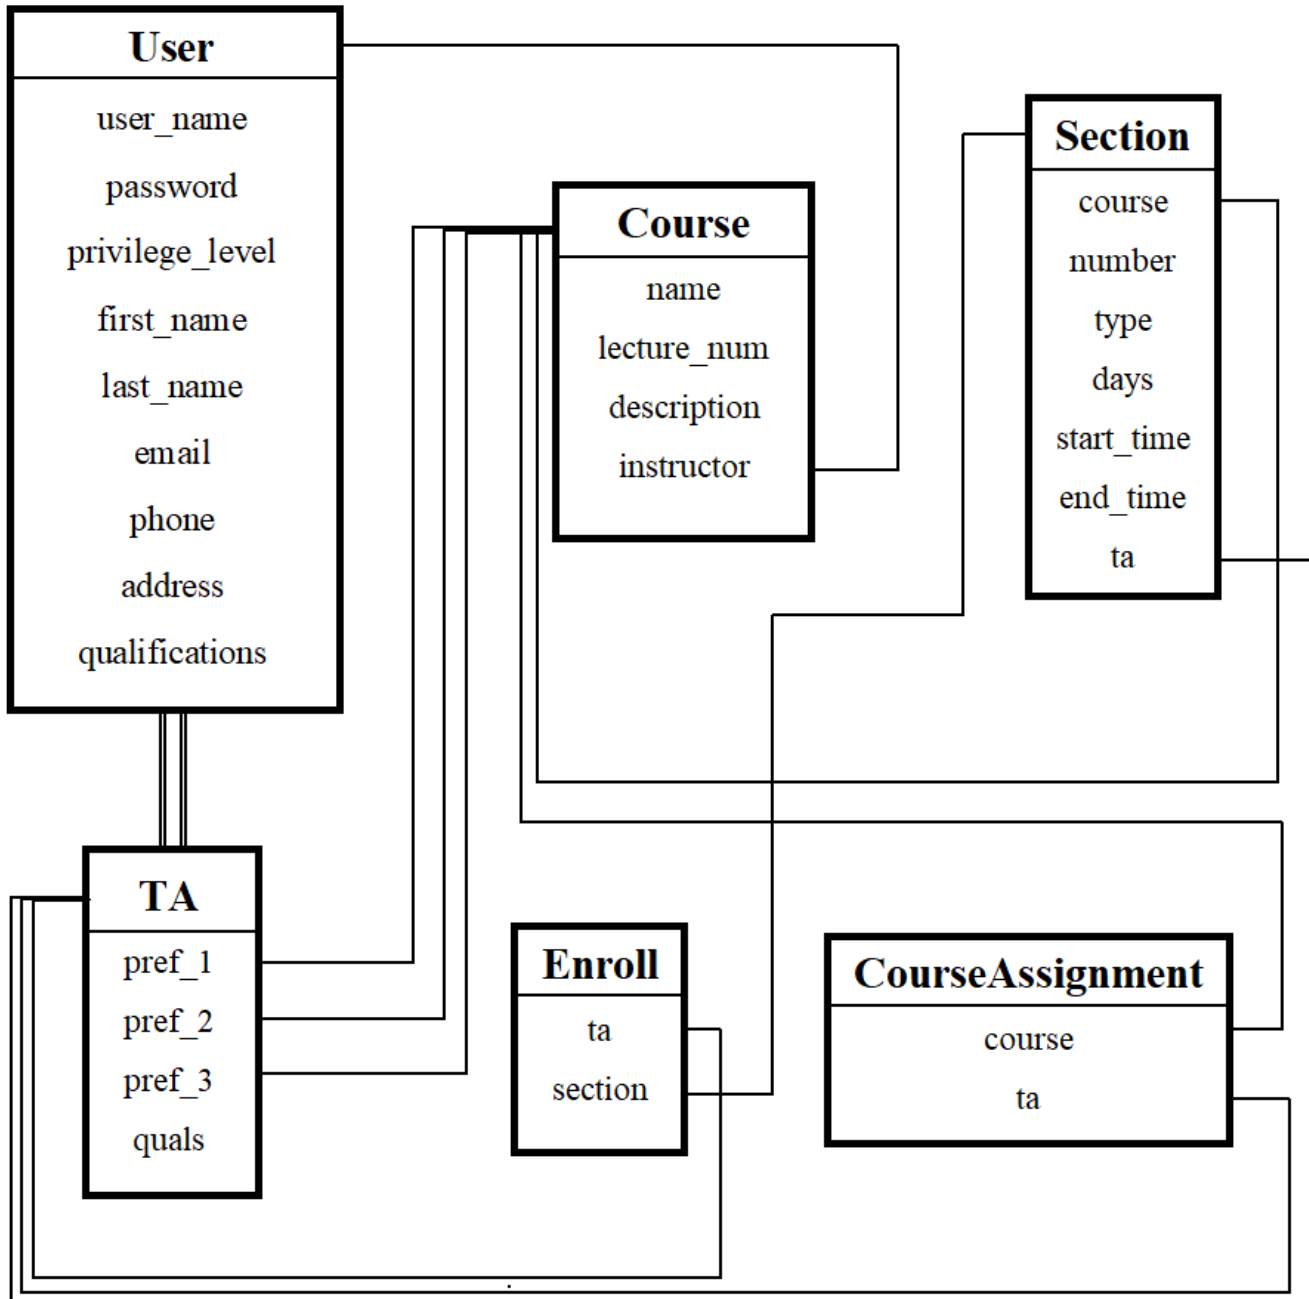 User
user_name
password
privilege_level
first_name
last_name
email
phone
address
qualifications
Course
name
lecture_num
description
instructor
Section
course
number
type
days
start_time
end_time
ta
TA
pref_1
pref_2
pref_3
quals
Enroll
ta
section
CourseAssignment
course
ta